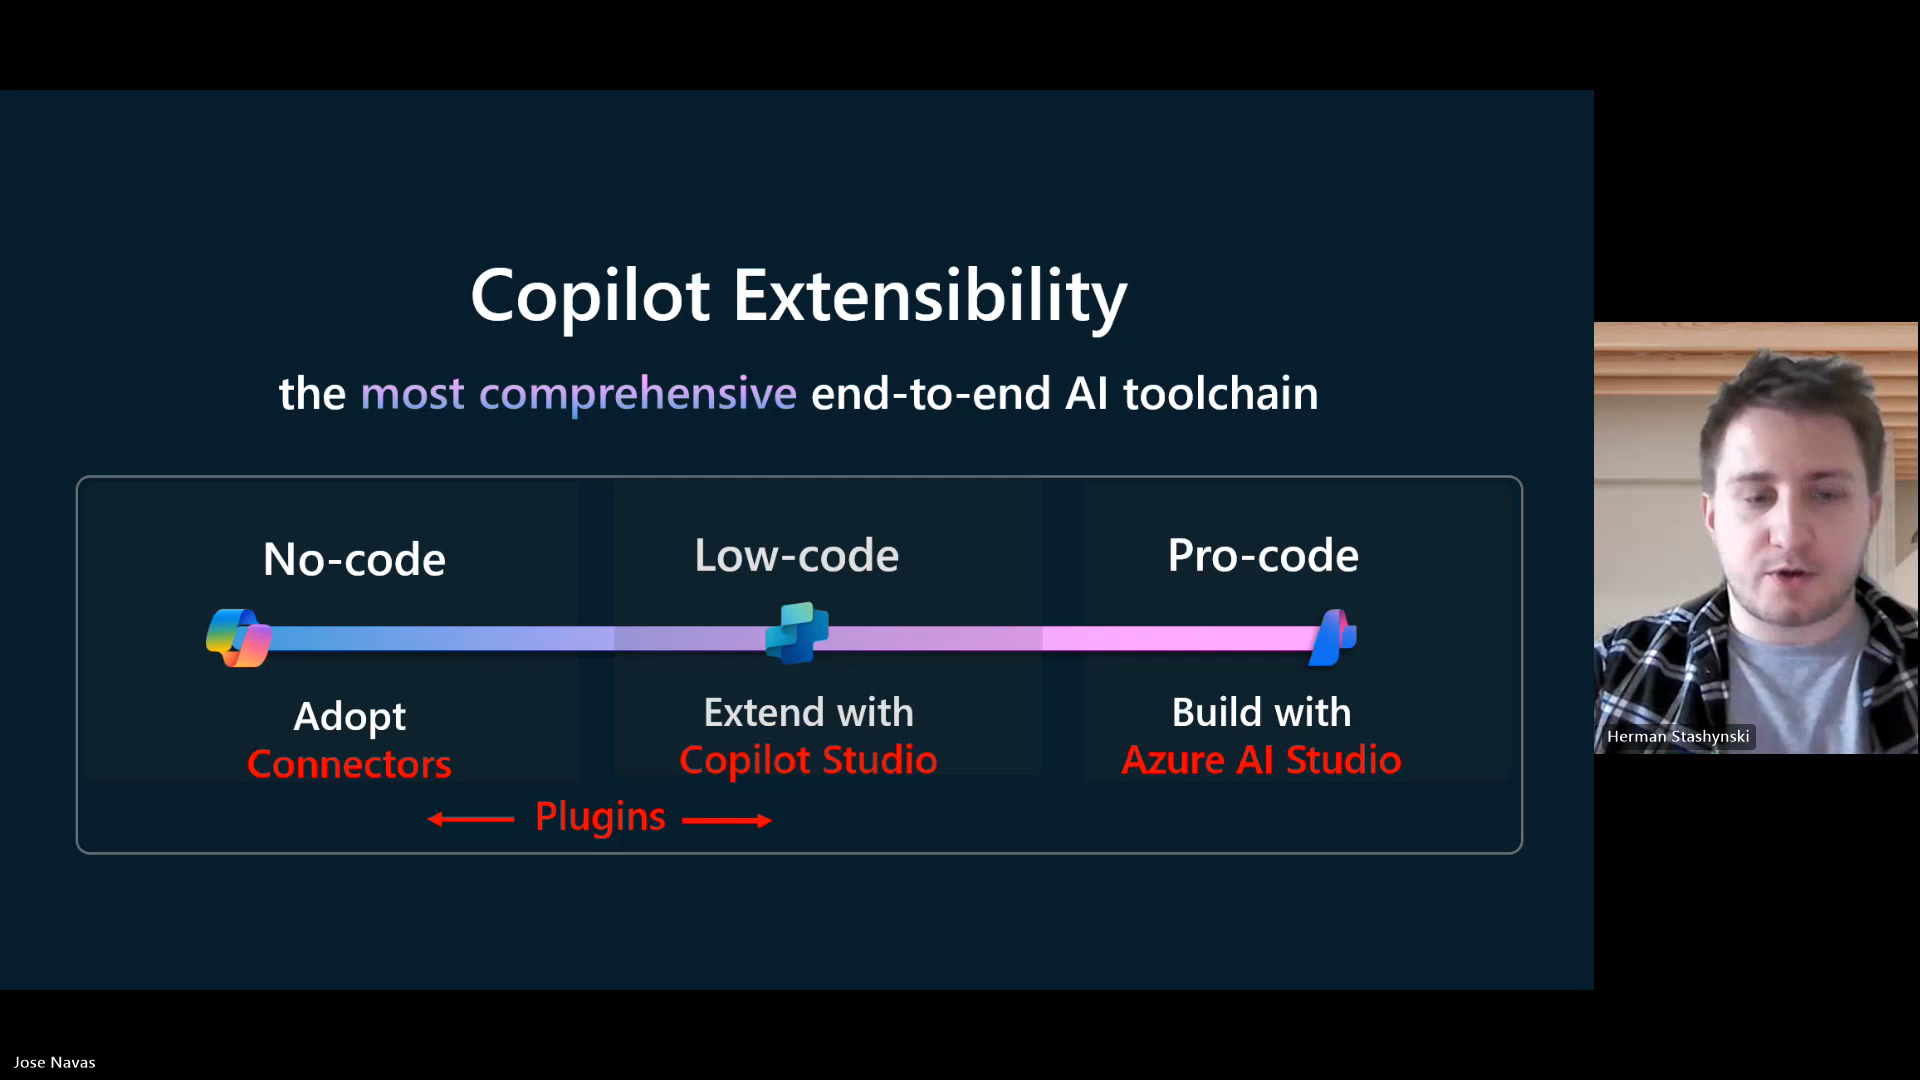 Copilot Extensibility
the most comprehensive end-to-end AI toolchain
No-code
Low-code
Pro-code
Adopt
Connectors
Extend with
Copilot Studio
Build with
Azure AI Studio
Plugins
Herman Stashynski
Jose Navas